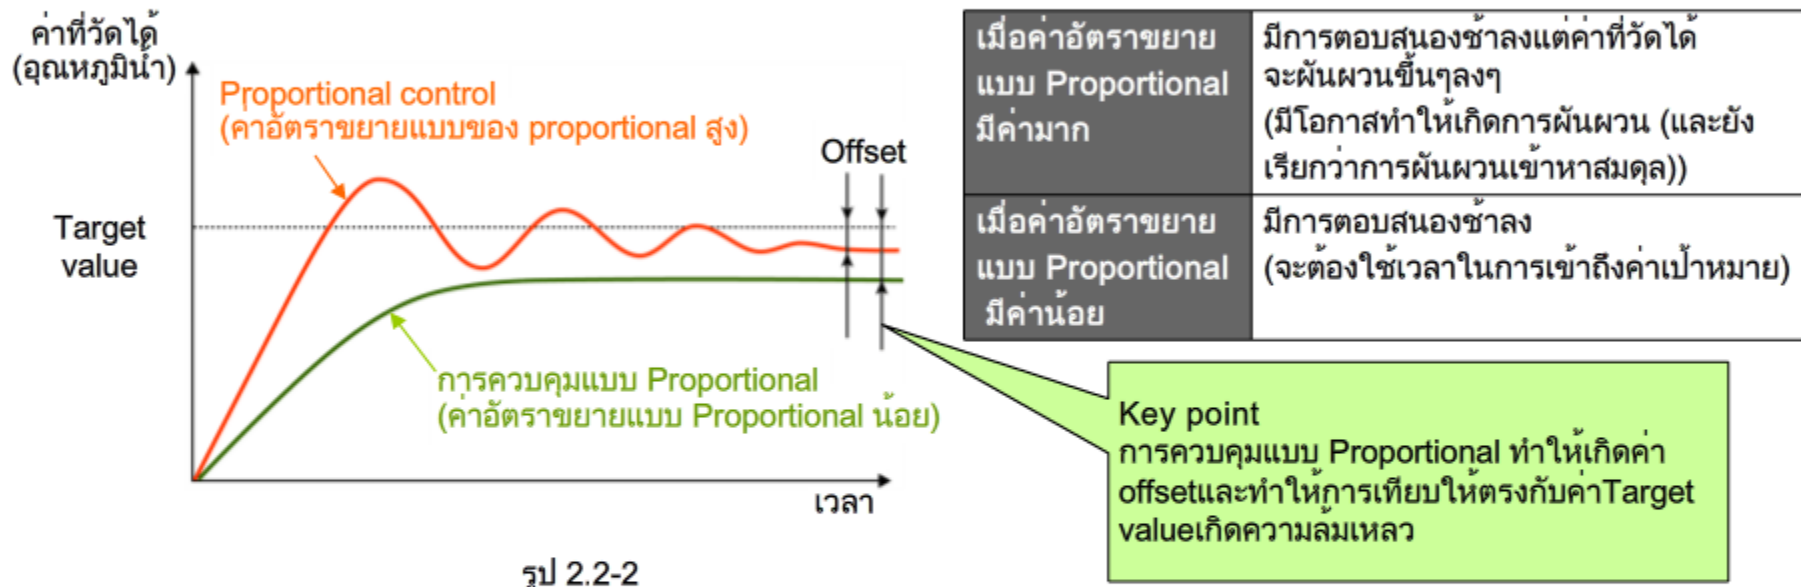 ค่าที่วัดได้
(อุณหภูมิน้ำ)
Proportional control
(ค่าอัตราขยายแบบของ proportional สูง)
Offset
Target
value
การควบคุมแบบ Proportional
(ค่าอัตราขยายแบบ Proportional น้อย)
เวลา
รูป 2.2-2
เมื่อค่าอัตราขยาย
แบบ Proportional
มีค่ามาก
มีการตอบสนองช้าลงแต่ค่าที่วัดได้
จะผันผวนขึ้นๆลงๆ
(มีโอกาสทำให้เกิดการผันผวน (และยัง
เรียกว่าการผันผวนเข้าหาสมดุล))
เมื่อค่าอัตราขยาย
แบบ Proportional
มีค่าน้อย
มีการตอบสนองช้าลง
(จะต้องใช้เวลาในการเข้าถึงค่าเป้าหมาย)
Key point
การควบคุมแบบ Proportional ทำให้เกิดค่า
offsetและทำให้การเทียบให้ตรงกับค่าTarget
valueเกิดความล้มเหลว